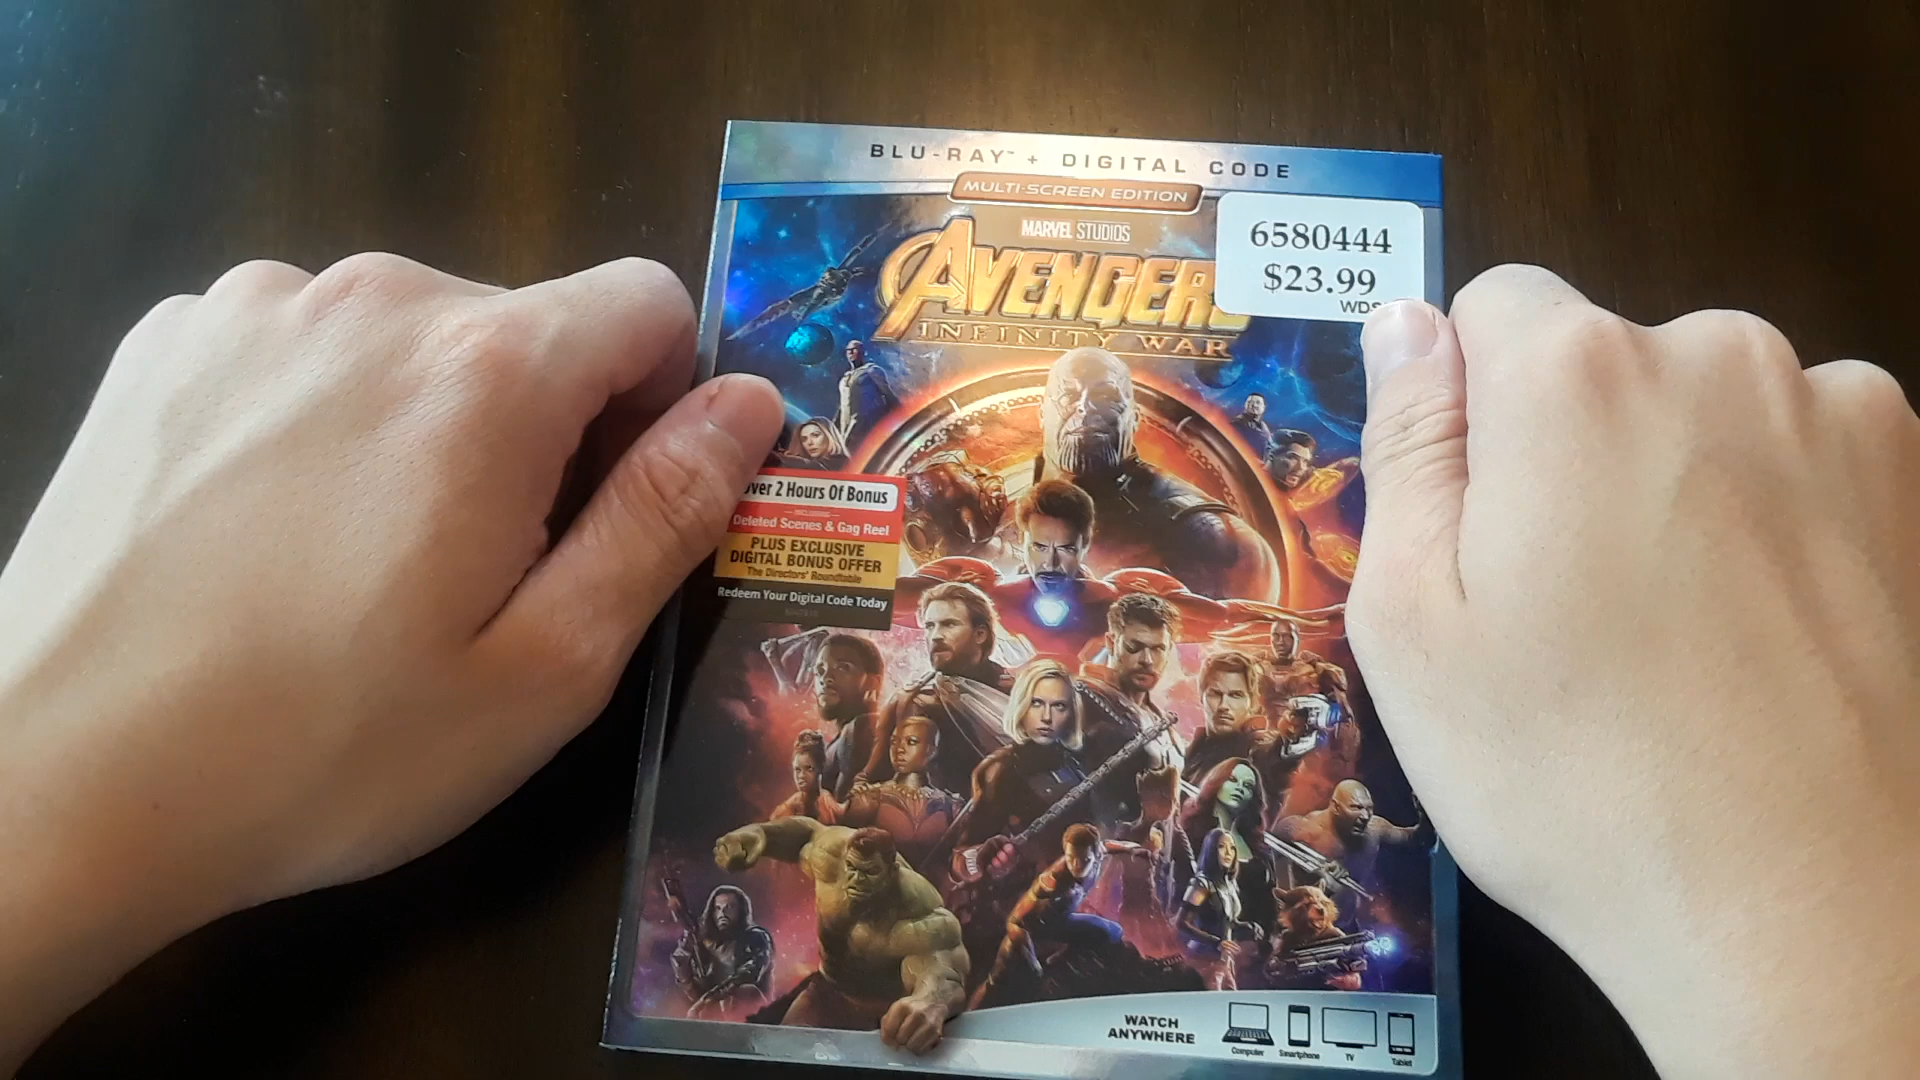 BLU-RAY™ + DIGITAL CODE
MULTI-SCREEN EDITION
MARVEL STUDIOS
6580444
$23.99
AVENGERS
INFINITY WAR
2 Hours Of Bonus
INCLUDING
Deleted Scenes & Gag Reel
PLUS EXCLUSIVE
DIGITAL BONUS OFFER
The Directors' Roundtable
Redeem Your Digital Code Today
WATCH
ANYWHERE
Computer Smartphone TV Tablet